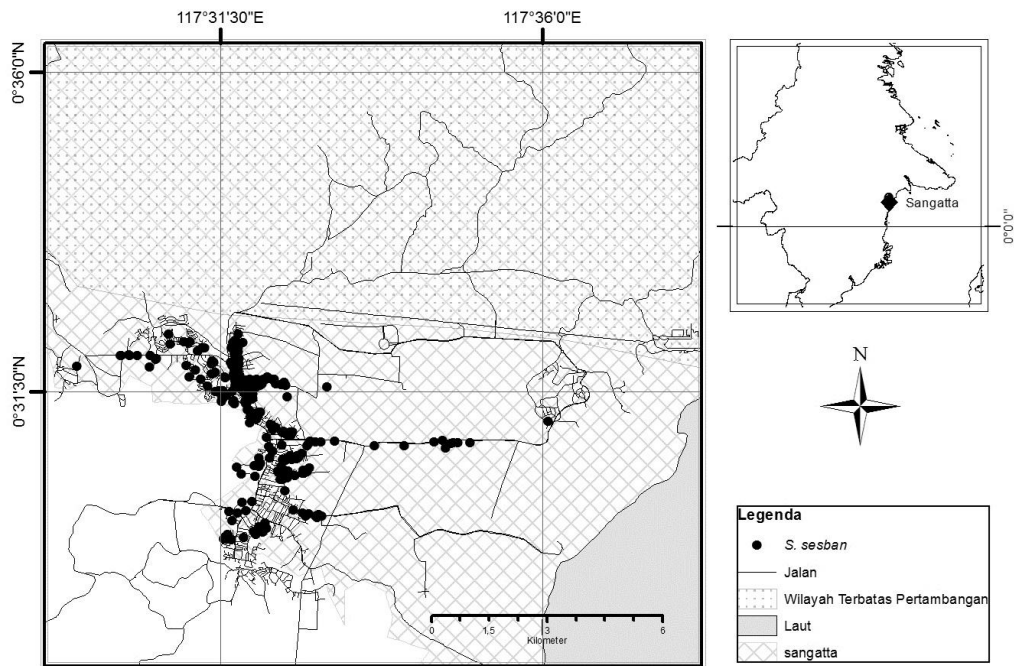 117°31'30"E
117°36'0"E
0°36'0"N
0°31'30"N
Sangatta
0°0'0"
N
0
1,5
3
6
Kilometer
Legenda
S. sesban
Jalan
Wilayah Terbatas Pertambangan
Laut
sangatta